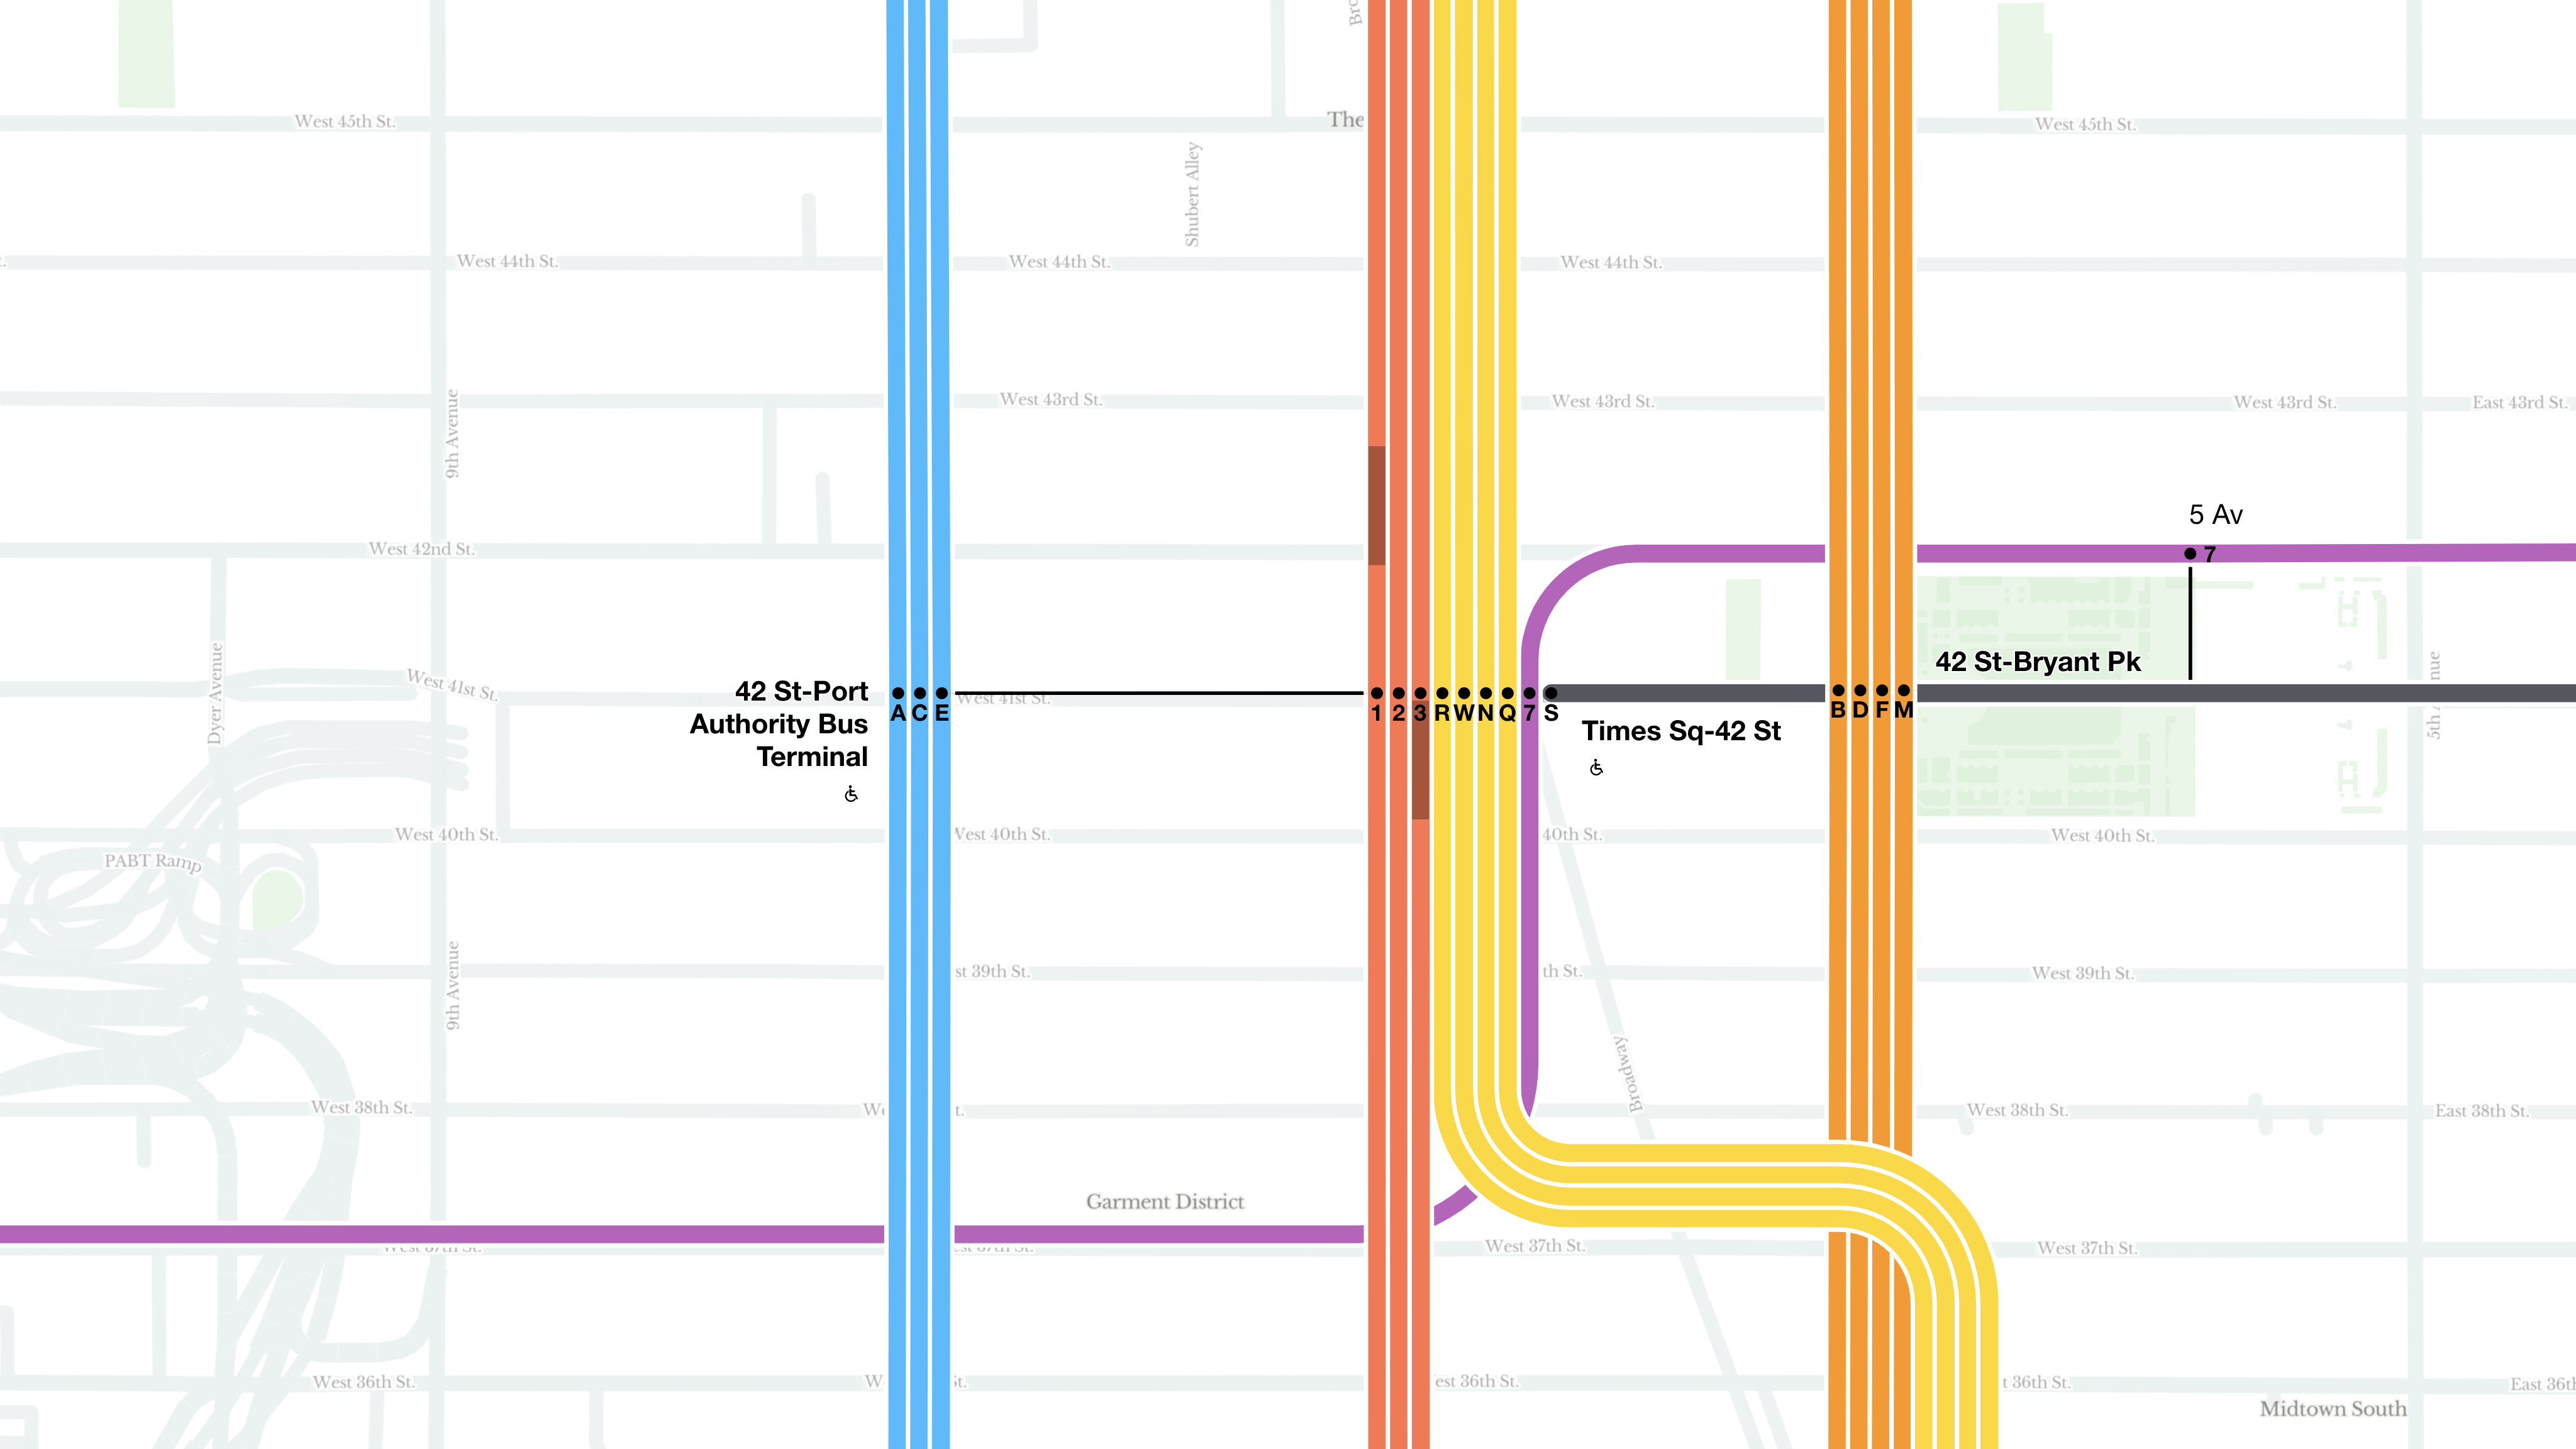 Bro
West 45th St.
The
West 45th St.
Shubert Alley
West 44th St.
West 44th St.
West 44th St.
West 43rd St.
West 43rd St.
West 43rd St.
East 43rd St.
9th Avenue
5 Av
7
West 42nd St.
Dyer Avenue
West 41st St.
42 St-Port
Authority Bus
Terminal
A C E
West 41st St.
1 2 3 R W N Q 7 S
Times Sq-42 St
B D F M
42 St-Bryant Pk
nue
5th A
West 40th St.
West 40th St.
40th St.
West 40th St.
PABT Ramp
9th Avenue
st 39th St.
th St.
West 39th St.
Broadway
West 38th St.
We
t.
West 38th St.
East 38th St.
Garment District
West 37th St.
est 37th St.
West 37th St.
West 37th St.
West 36th St.
W
St.
est 36th St.
t 36th St.
East 36th
Midtown South